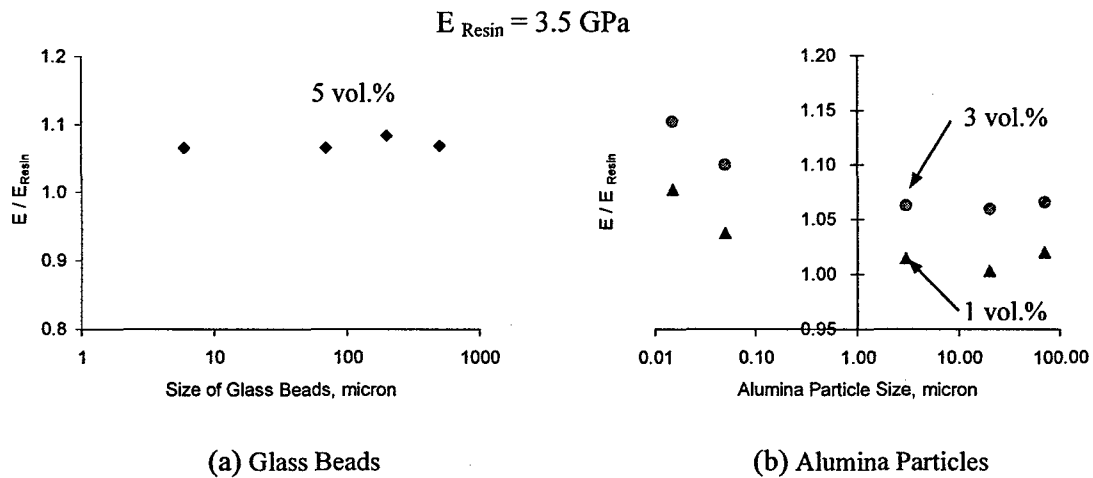 E Resin = 3.5 GPa
1.2
1.1
1.0
0.9
0.8
E / E Resin
5 vol.%
1 10 100 1000
Size of Glass Beads, micron
(a) Glass Beads
1.20
1.15
1.10
1.05
1.00
0.95
E / E Resin
3 vol.%
1 vol.%
0.01 0.10 1.00 10.00 100.00
Alumina Particle Size, micron
(b) Alumina Particles